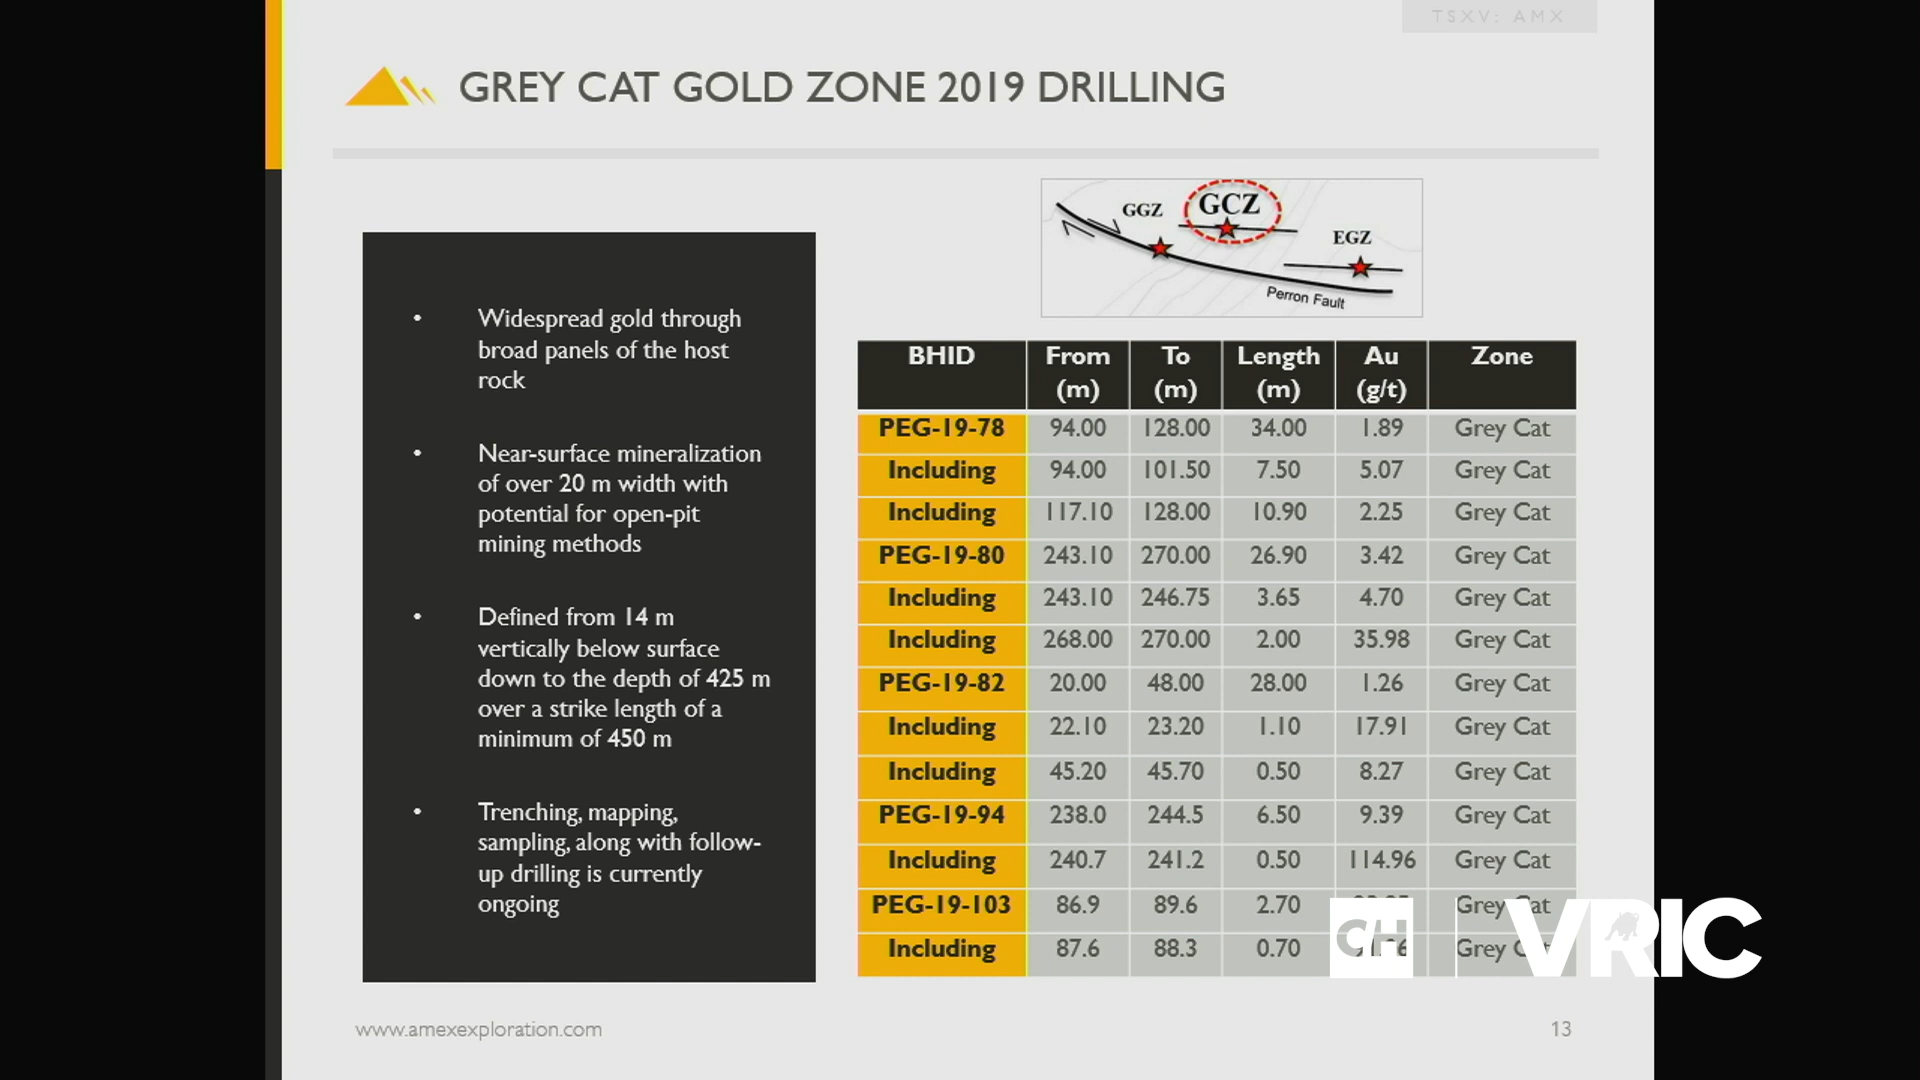 TSXV: AMX
GREY CAT GOLD ZONE 2019 DRILLING
• Widespread gold through
broad panels of the host
rock
• Near-surface mineralization
of over 20 m width with
potential for open-pit
mining methods
• Defined from 14 m
vertically below surface
down to the depth of 425 m
over a strike length of a
minimum of 450 m
• Trenching, mapping,
sampling, along with follow-
up drilling is currently
ongoing
GGZ GCZ EGZ
Perron Fault
BHID From (m) To (m) Length (m) Au (g/t) Zone
PEG-19-78 94.00 128.00 34.00 1.89 Grey Cat
Including 94.00 101.50 7.50 5.07 Grey Cat
Including 117.10 128.00 10.90 2.25 Grey Cat
PEG-19-80 243.10 270.00 26.90 3.42 Grey Cat
Including 243.10 246.75 3.65 4.70 Grey Cat
Including 268.00 270.00 2.00 35.98 Grey Cat
PEG-19-82 20.00 48.00 28.00 1.26 Grey Cat
Including 22.10 23.20 1.10 17.91 Grey Cat
Including 45.20 45.70 0.50 8.27 Grey Cat
PEG-19-94 238.0 244.5 6.50 9.39 Grey Cat
Including 240.7 241.2 0.50 114.96 Grey Cat
PEG-19-103 86.9 89.6 2.70 Grey Cat
Including 87.6 88.3 0.70 Grey
CH VRIC
www.amexexploration.com
13